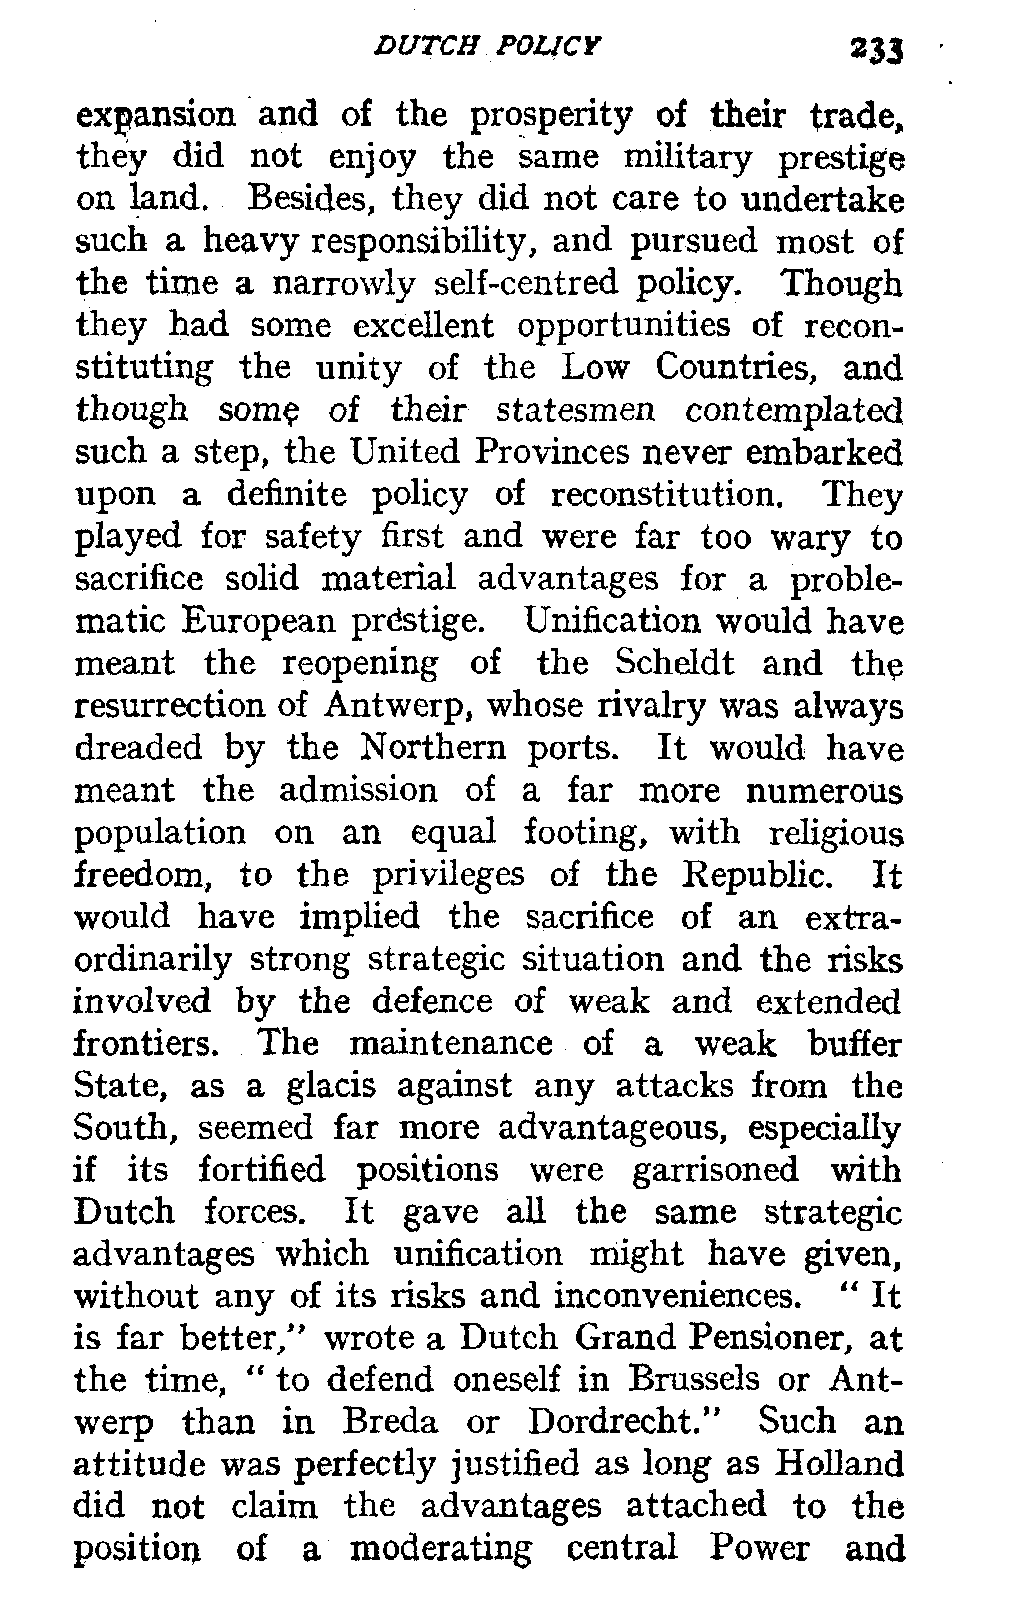 DUTCH POLICY 233
expansion and of the prosperity of their trade,
they did not enjoy the same military prestige
on land. Besides, they did not care to undertake
such a heavy responsibility, and pursued most of
the time a narrowly self-centred policy. Though
they had some excellent opportunities of recon-
stituting the unity of the Low Countries, and
though some of their statesmen contemplated
such a step, the United Provinces never embarked
upon a definite policy of reconstitution. They
played for safety first and were far too wary to
sacrifice solid material advantages for a proble-
matic European prestige. Unification would have
meant the reopening of the Scheldt and the
resurrection of Antwerp, whose rivalry was always
dreaded by the Northern ports. It would have
meant the admission of a far more numerous
population on an equal footing, with religious
freedom, to the privileges of the Republic. It
would have implied the sacrifice of an extra-
ordinarily strong strategic situation and the risks
involved by the defence of weak and extended
frontiers. The maintenance of a weak buffer
State, as a glacis against any attacks from the
South, seemed far more advantageous, especially
if its fortified positions were garrisoned with
Dutch forces. It gave all the same strategic
advantages which unification might have given,
without any of its risks and inconveniences. “ It
is far better,” wrote a Dutch Grand Pensioner, at
the time, “ to defend oneself in Brussels or Ant-
werp than in Breda or Dordrecht.” Such an
attitude was perfectly justified as long as Holland
did not claim the advantages attached to the
position of a moderating central Power and